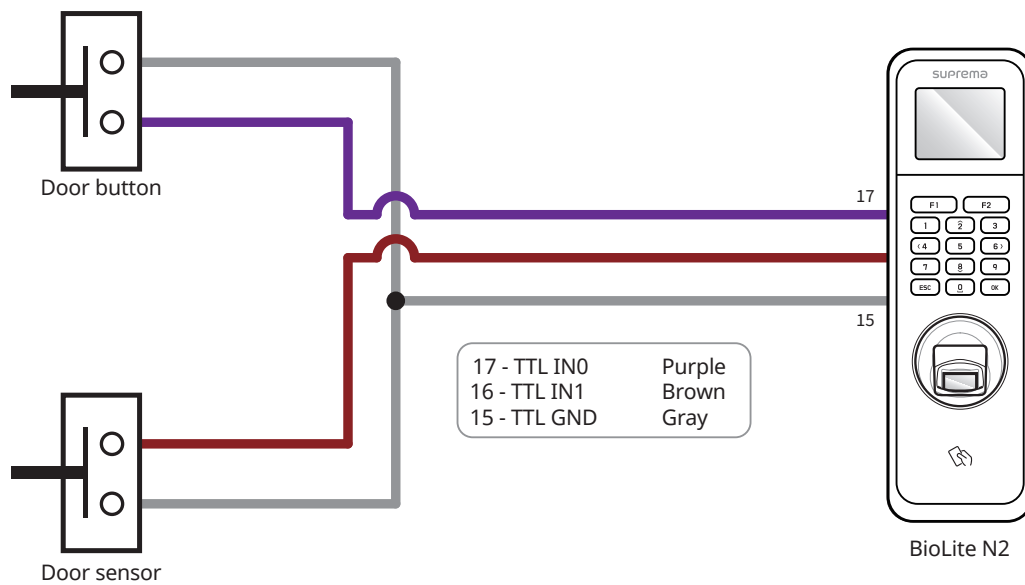 Door button
suprema
17
F1 F2
1 2 3
4 5 6
7 8 9
ESC 0 OK
15
17 - TTL IN0 Purple
16 - TTL IN1 Brown
15 - TTL GND Gray
BioLite N2
Door sensor